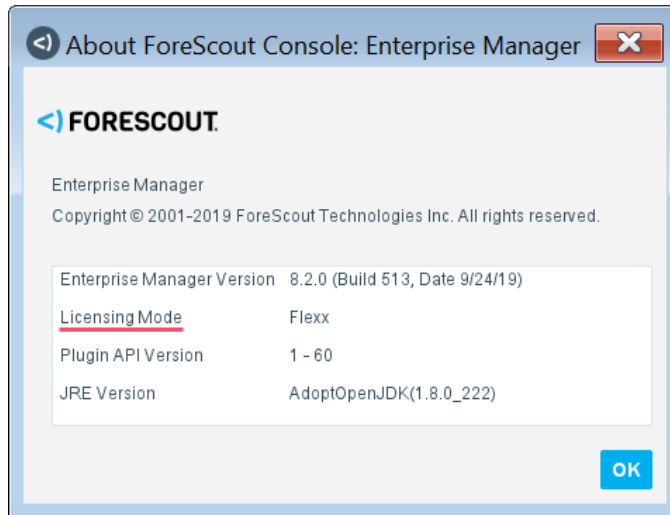 About ForeScout Console: Enterprise Manager
FORESCOUT.
Enterprise Manager
Copyright © 2001-2019 ForeScout Technologies Inc. All rights reserved.
Enterprise Manager Version 8.2.0 (Build 513, Date 9/24/19)
Licensing Mode Flexx
Plugin API Version 1 - 60
JRE Version AdoptOpenJDK(1.8.0_222)
OK